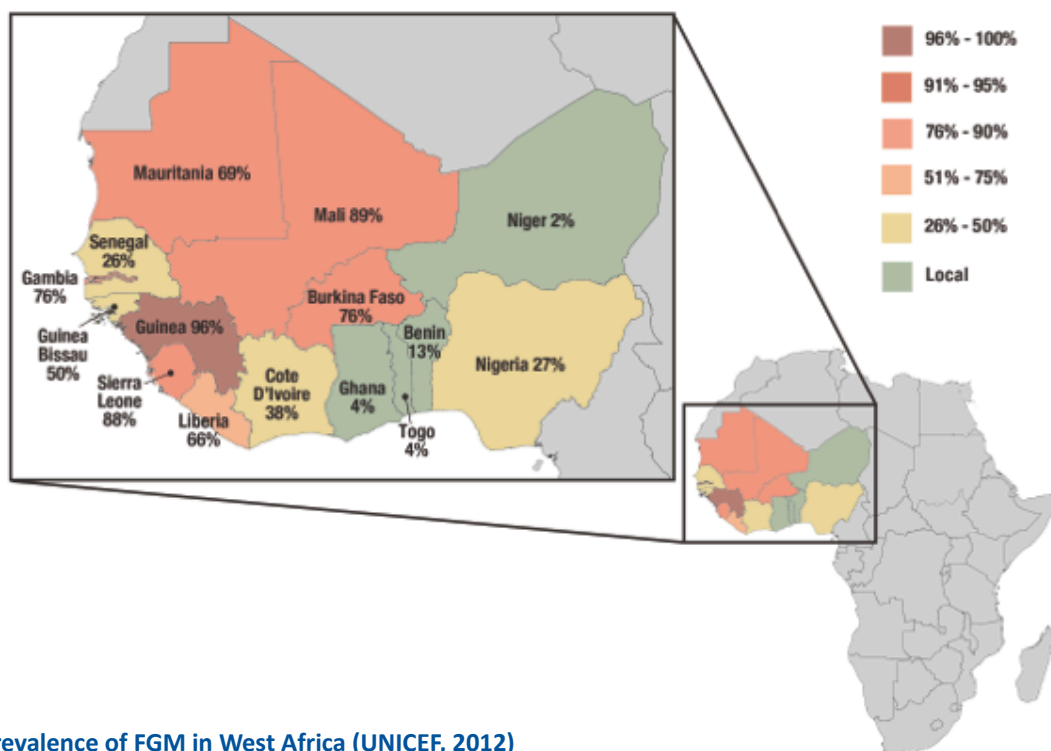 96% - 100%
91% - 95%
76% - 90%
51% - 75%
26% - 50%
Local
Mauritania 69%
Mali 89%
Niger 2%
Senegal
26%
Gambia
76%
Guinea
Bissau
50%
Guinea 96%
Sierra
Leone
88%
Liberia
66%
Cote
D'Ivoire
38%
Burkina Faso
76%
Ghana
4%
Togo
4%
Benin
13%
Nigeria 27%
revalence of FGM in West Africa (UNICEF, 2012)